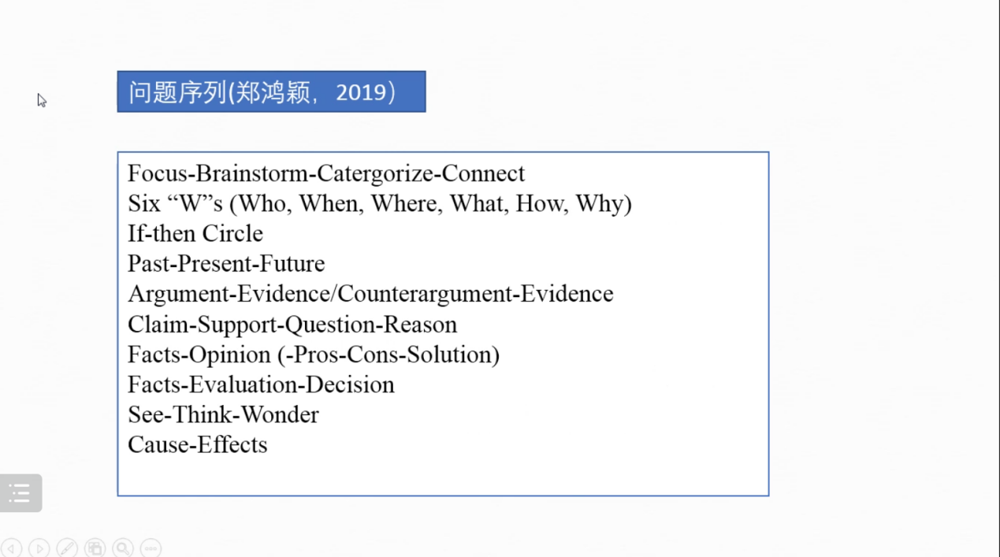 问题序列(郑鸿颖，2019）
Focus-Brainstorm-Catergorize-Connect
Six “W”s (Who, When, Where, What, How, Why)
If-then Circle
Past-Present-Future
Argument-Evidence/Counterargument-Evidence
Claim-Support-Question-Reason
Facts-Opinion (-Pros-Cons-Solution)
Facts-Evaluation-Decision
See-Think-Wonder
Cause-Effects